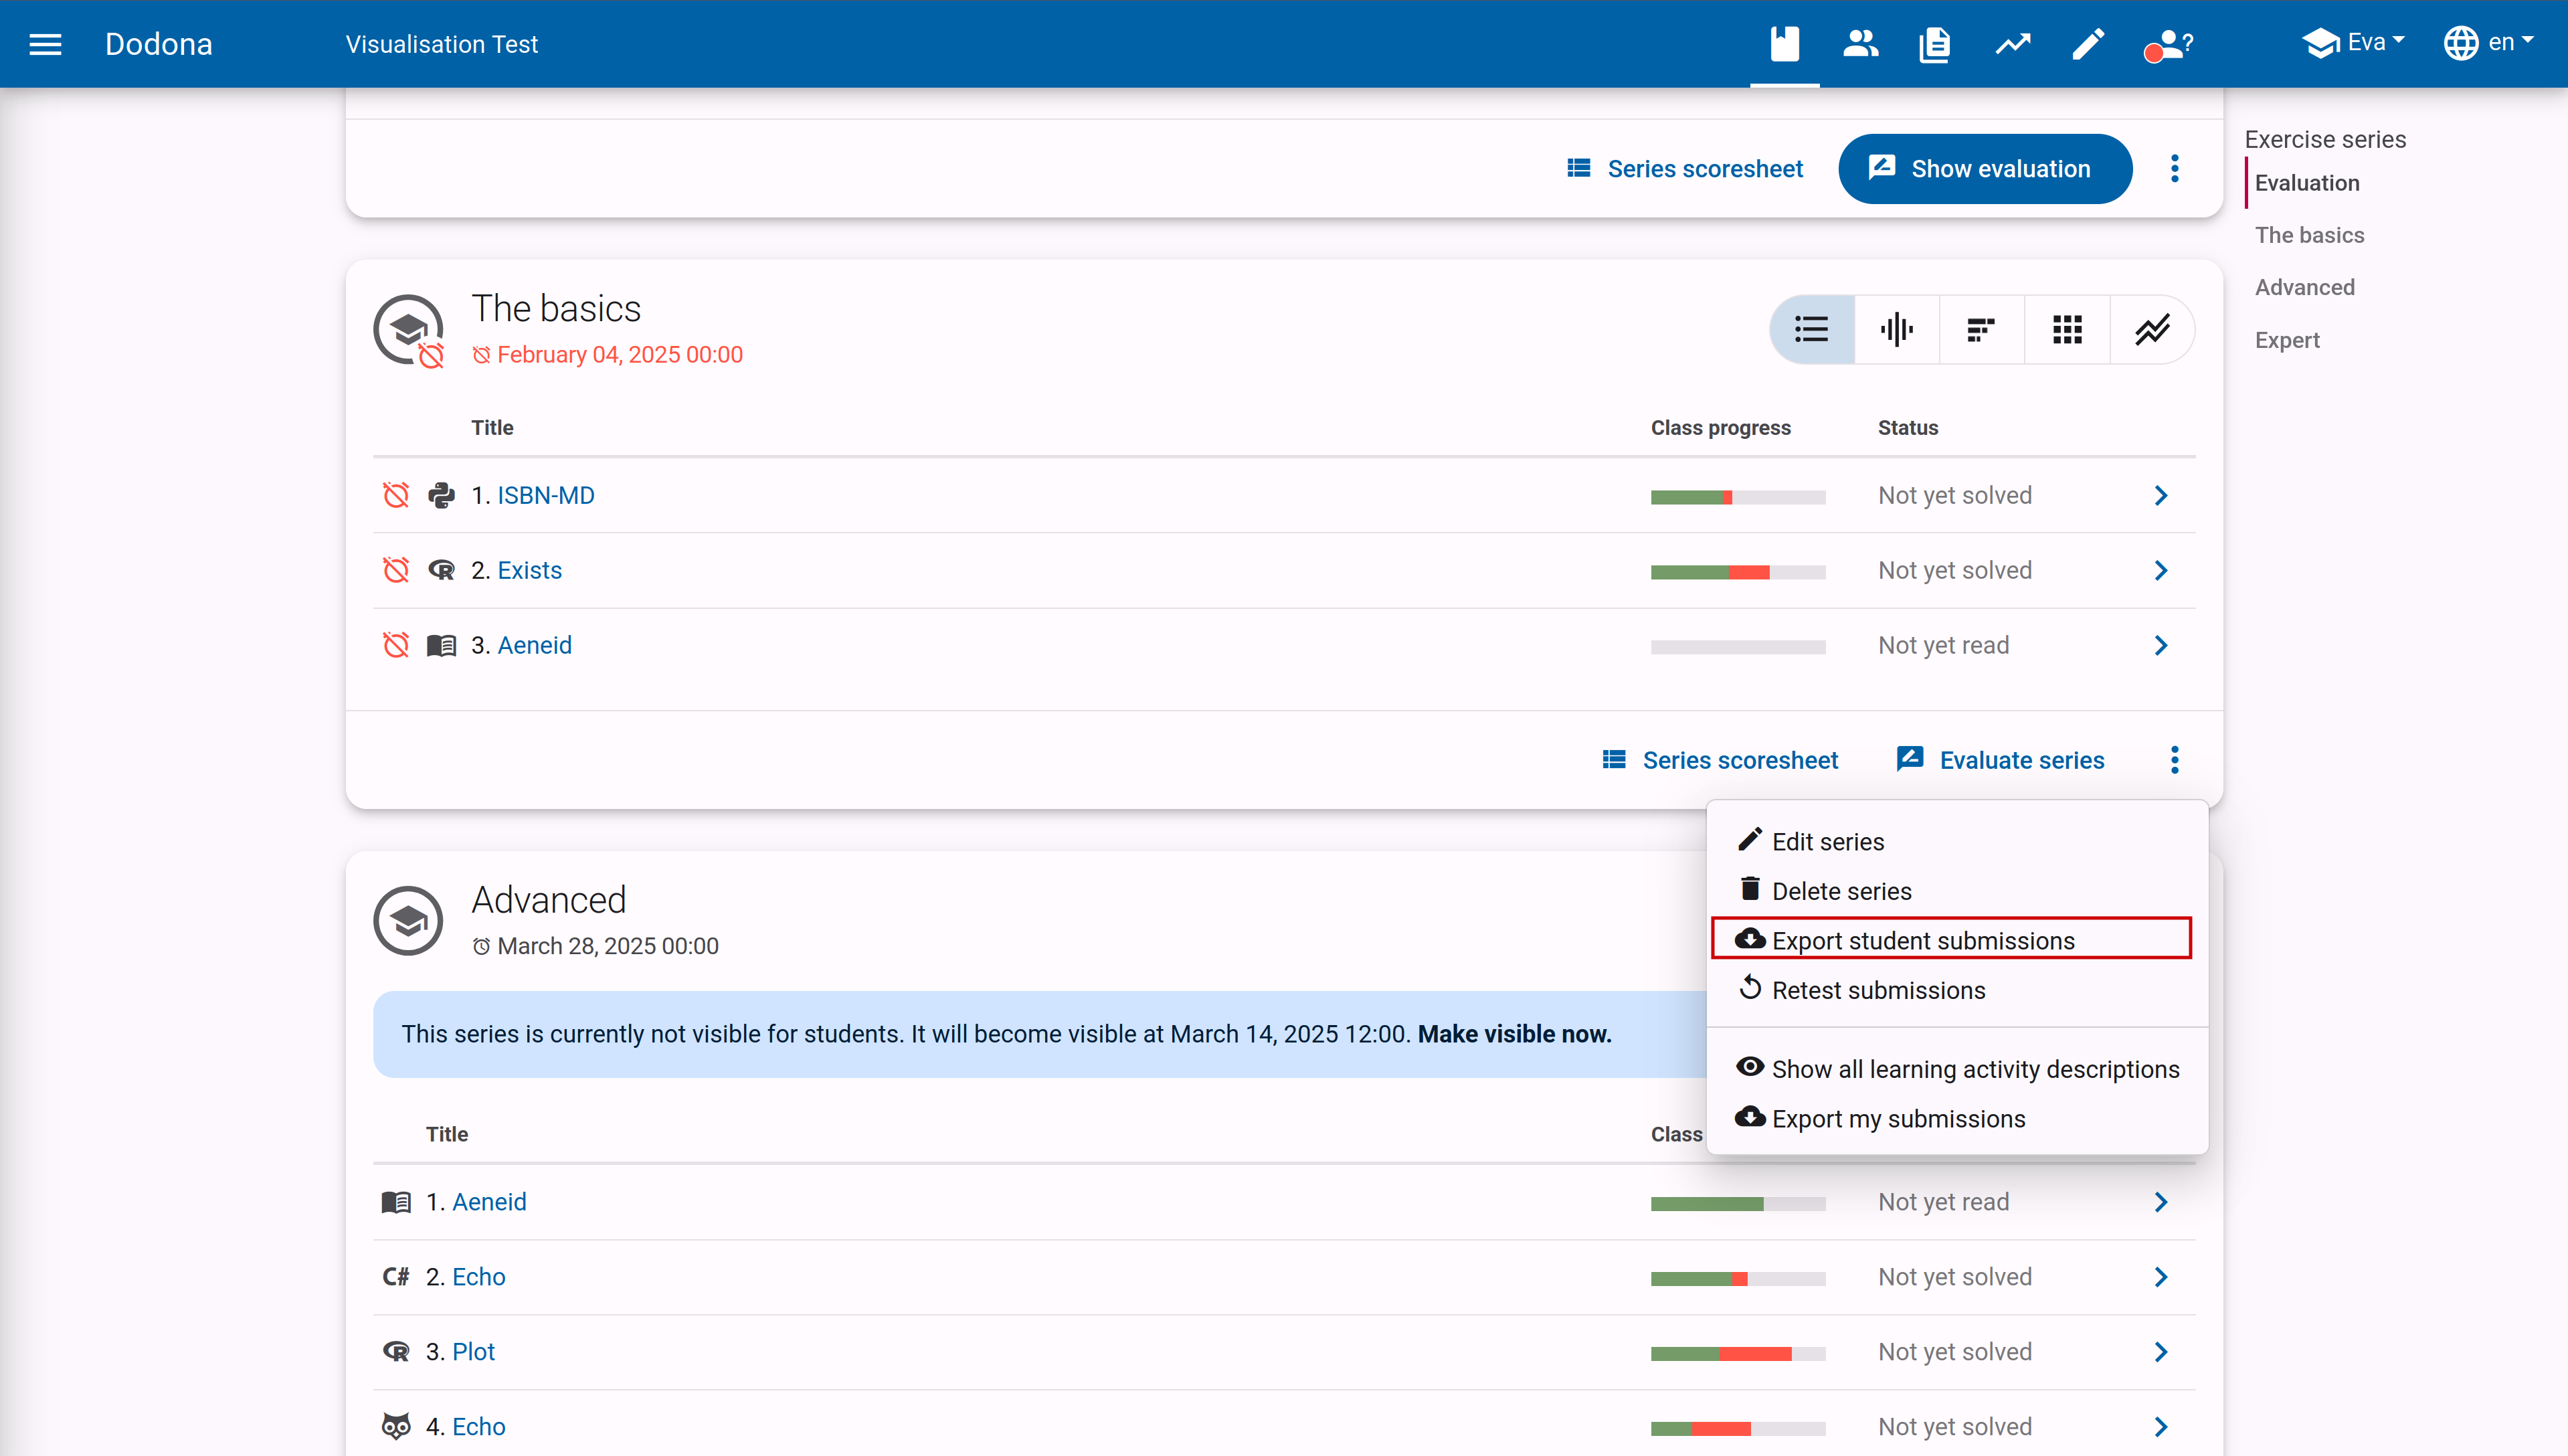 Dodona
Visualisation Test
?
Eva
en
Series scoresheet
Show evaluation
Exercise series
Evaluation
The basics
Advanced
Expert
The basics
February 04, 2025 00:00
Title
Class progress
Status
1. ISBN-MD
Not yet solved
2. Exists
Not yet solved
3. Aeneid
Not yet read
Series scoresheet
Evaluate series
Edit series
Delete series
Export student submissions
Retest submissions
Show all learning activity descriptions
Export my submissions
Advanced
March 28, 2025 00:00
This series is currently not visible for students. It will become visible at March 14, 2025 12:00. Make visible now.
Title
Class
1. Aeneid
Not yet read
C# 2. Echo
Not yet solved
R 3. Plot
Not yet solved
4. Echo
Not yet solved